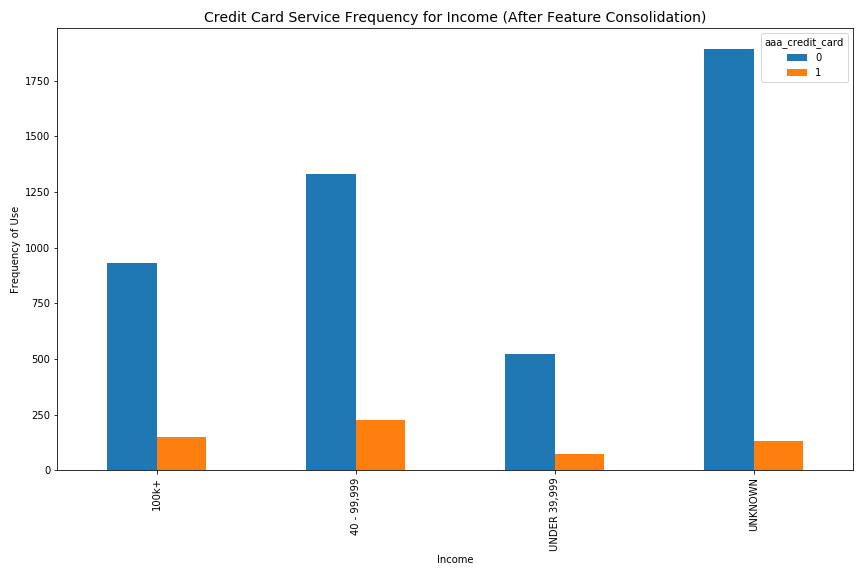 Credit Card Service Frequency for Income (After Feature Consolidation)
aaa_credit_card
0
1
1750
1500
1250
1000
750
500
250
0
Frequency of Use
100k+
40 - 99,999
UNDER 39,999
UNKNOWN
Income